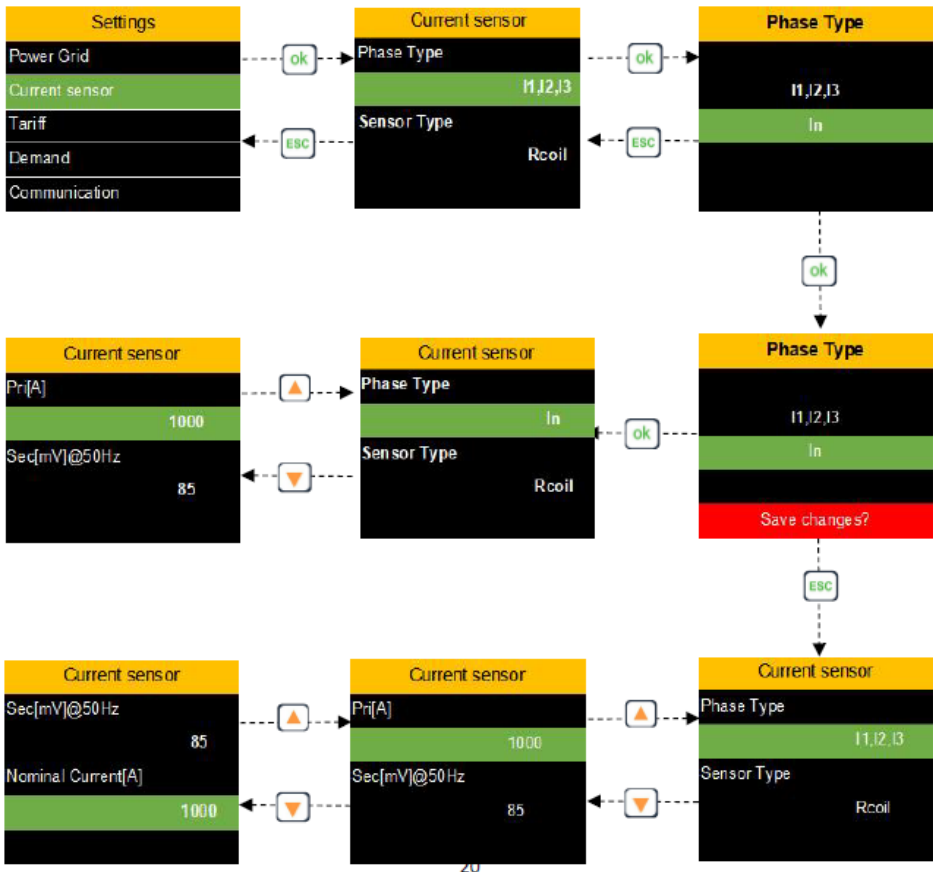 Settings
Power Grid
Current sensor
Tariff
Demand
Communication
ok
ESC
Current sensor
Phase Type
I1,I2,I3
Sensor Type
Rcoil
ok
ESC
Phase Type
I1,I2,I3
In
ok
Current sensor
Pri[A]
1000
Sec[mV]@50Hz
85
Current sensor
Phase Type
In
Sensor Type
Rcoil
ok
Phase Type
I1,I2,I3
In
Save changes?
ESC
Current sensor
Sec[mV]@50Hz
85
Nominal Current[A]
1000
Current sensor
Pri[A]
1000
Sec[mV]@50Hz
85
Current sensor
Phase Type
I1,I2,I3
Sensor Type
Rcoil
20